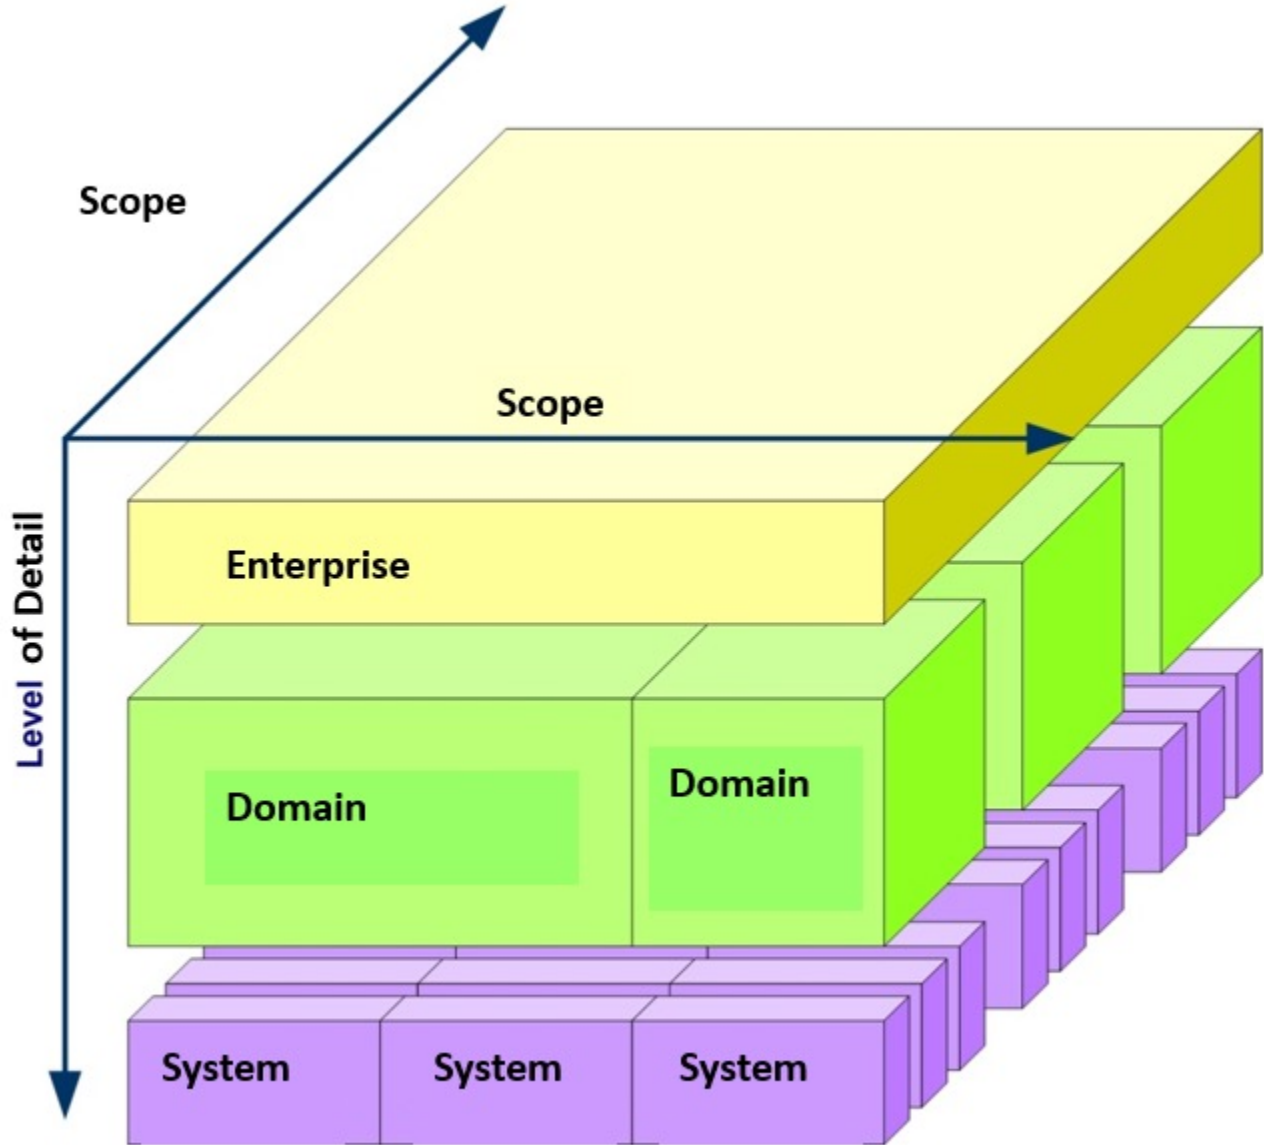 Scope
Scope
Enterprise
Level of Detail
Domain
Domain
System
System
System